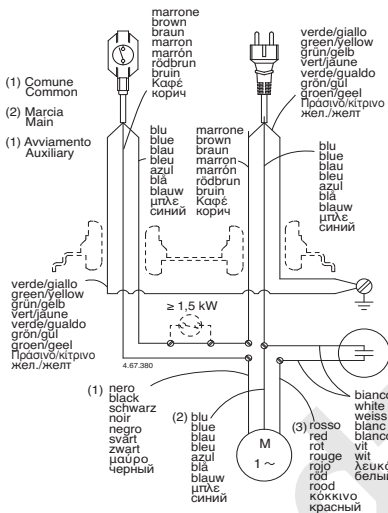 marrone
brown
braun
marron
marrón
rödbrun
bruin
Καφέ
корич
verde/giallo
green/yellow
grün/gelb
vert/jaune
verde/gualdo
grön/gül
groen/geel
Πράσινο/κίτρινο
жел./желт
(1) Comune
Common
(2) Marcia
Main
(1) Avviamento
Auxiliary
blu
blue
blau
bleu
azul
blå
blauw
μπλε
синий
marrone
brown
braun
marron
marrón
rödbrun
bruin
Καφέ
корич
blu
blue
blau
bleu
azul
blå
blauw
μπλε
синий
verde/giallo
green/yellow
grün/gelb
vert/jaune
verde/gualdo
grön/gül
groen/geel
Πράσινο/κίτρινο
жел./желт
≥ 1,5 kW
4.67.380
(1) nero
black
schwarz
noir
negro
svart
zwart
μαύρο
черный
(2) blu
blue
blau
bleu
azul
blå
blauw
μπλε
синий
M
1 ~
(3) rosso
red
rot
rouge
rojo
röd
rood
κόκκινο
красный
bianco
white
weiss
blanc
blanco
vit
wit